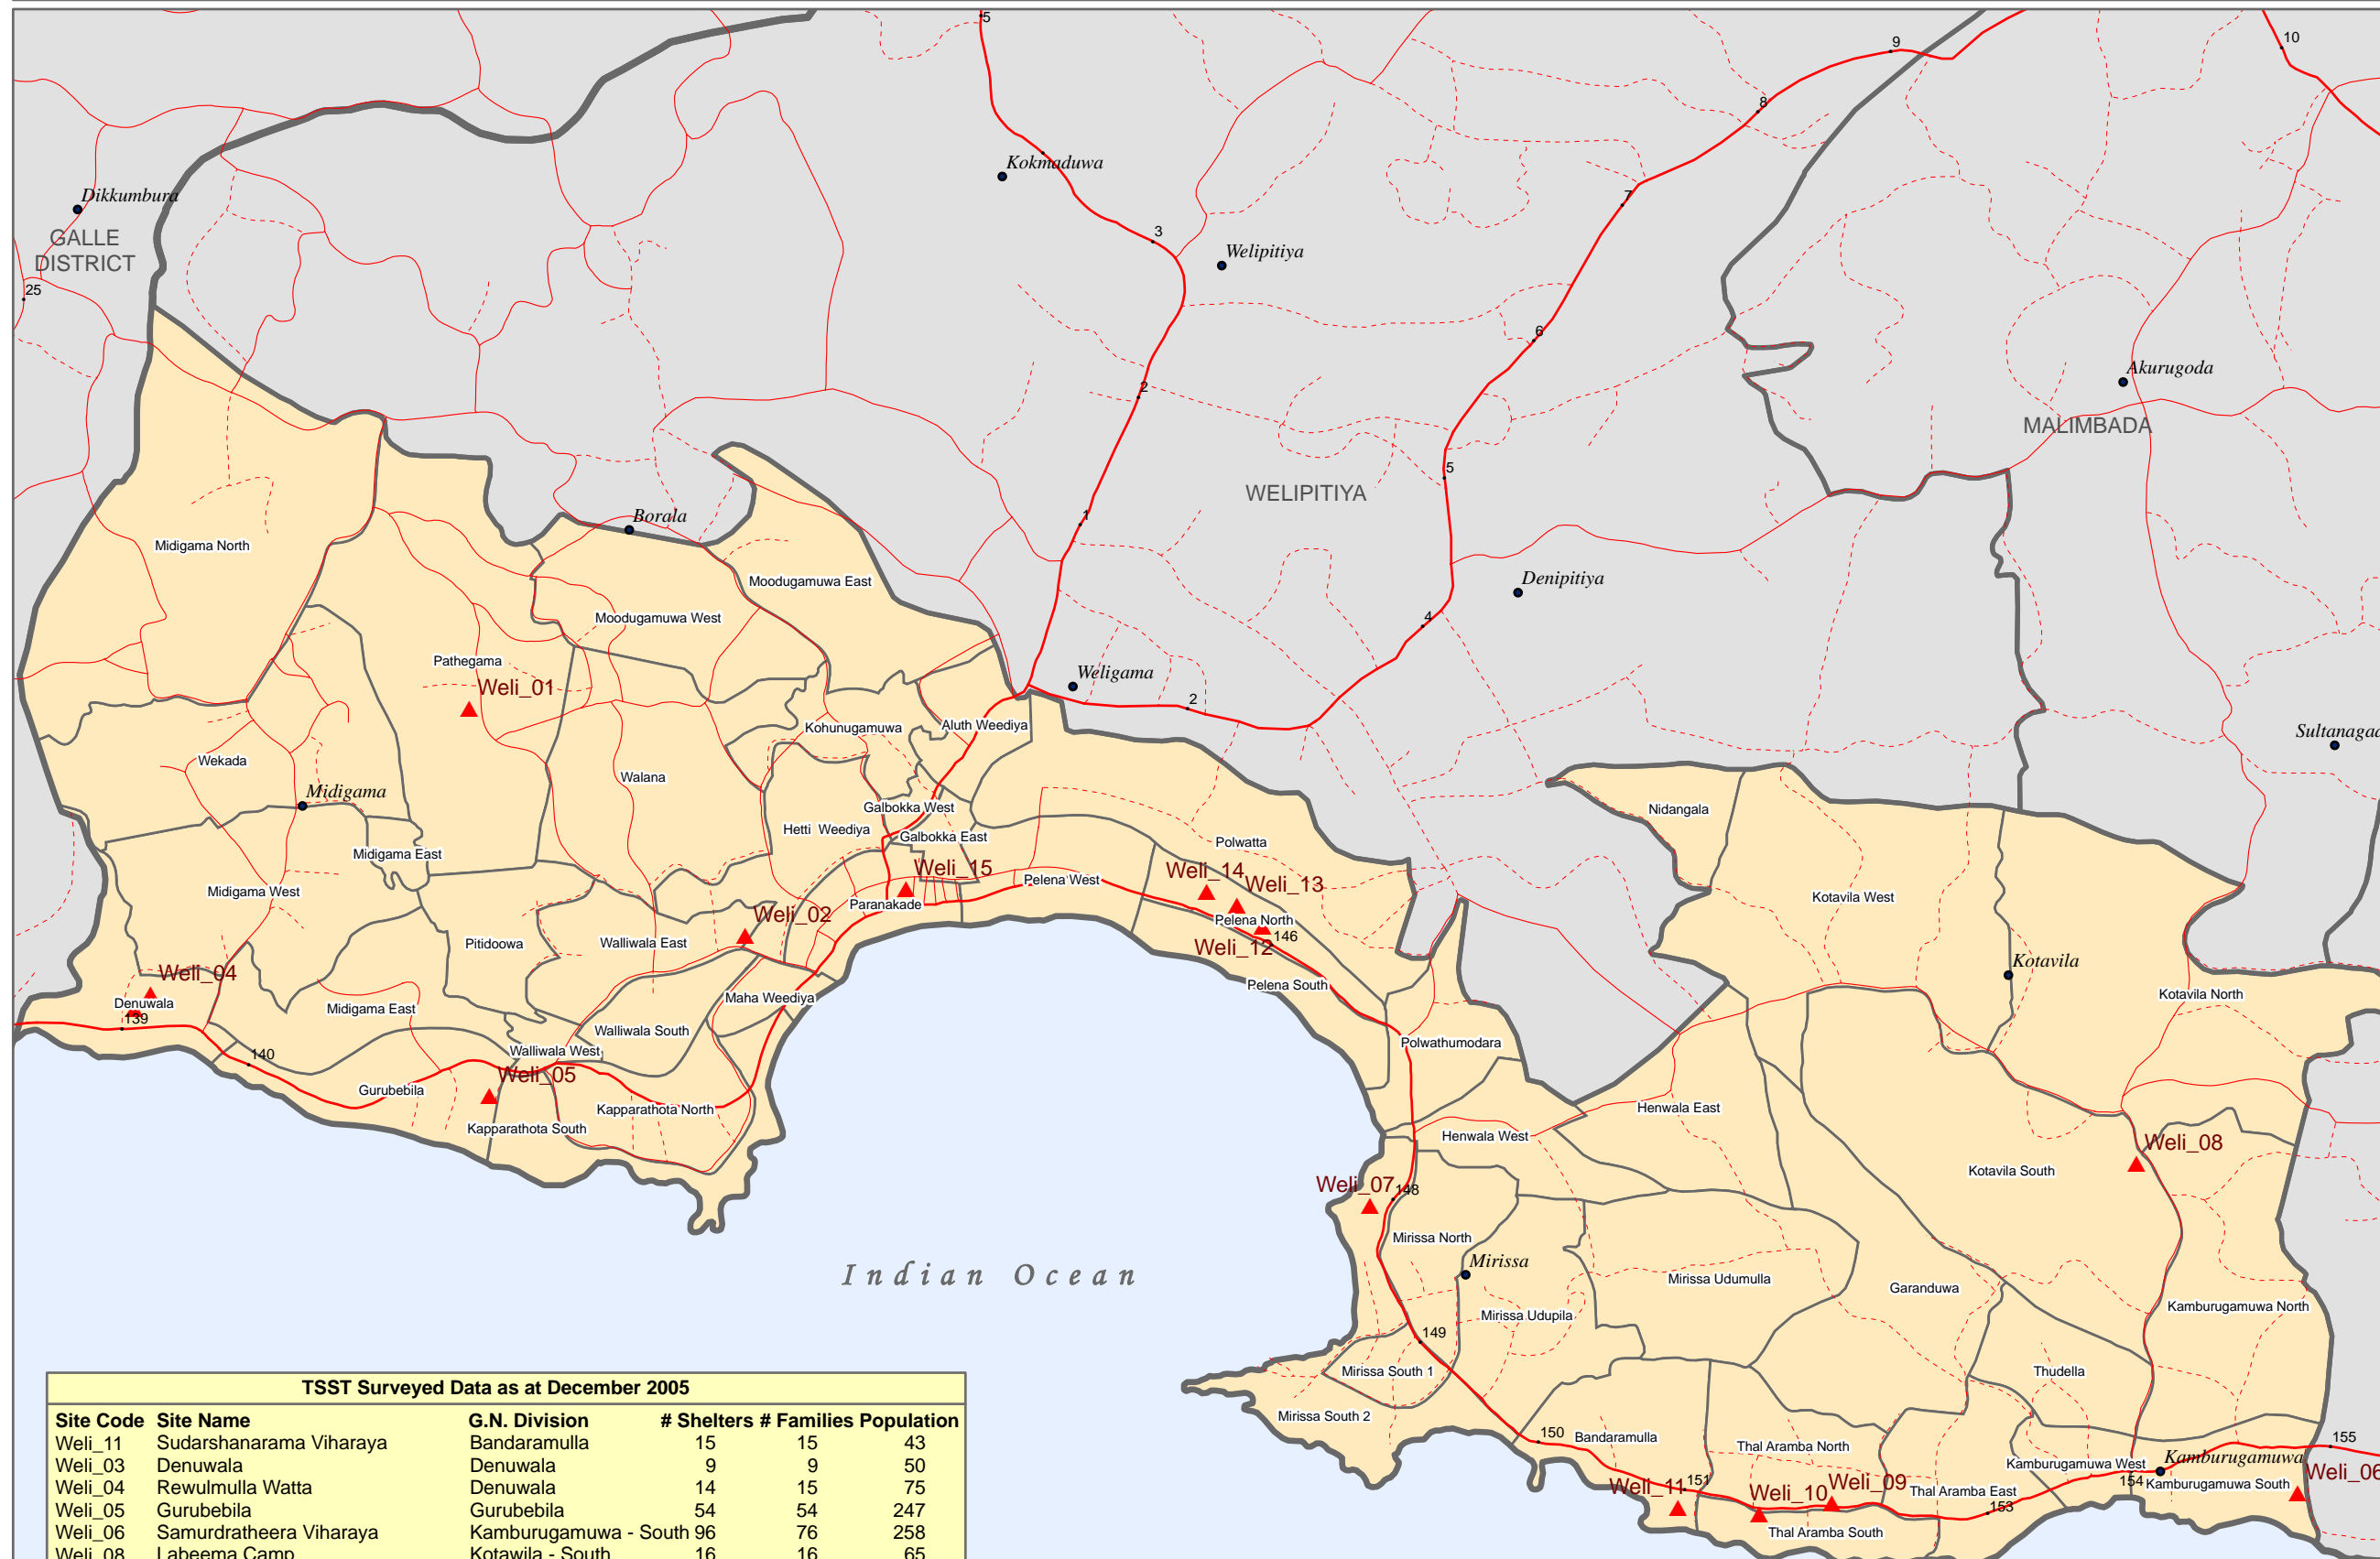 5
9
10
8
Kokmaduwa
7
Dikkumbura
GALLE
DISTRICT
3
Welipitiya
25
6
Akurugoda
2
MALIMBADA
5
WELIPITIYA
Borala
1
Midigama North
Moodugamuwa East
Denipitiya
Moodugamuwa West
4
Pathegama
Weligama
Weli_01
2
Aluth Weediya
Kohunugamuwa
Wekada
Walana
Midigama
Galbokka West
Nidangala
Hetti Weediya
Galbokka East
Polwatta
Midigama East
Weli_15
Weli_14
Pelena West
Weli_13
Midigama West
Kotavila West
Paranakade
Weli_02
Pelena North
146
Pitidoowa
Walliwala East
Weli_12
Kotavila
Weli_04
Pelena South
Kotavila North
Maha Weediya
Denuwala
Midigama East
139
Walliwala South
Polwathumodara
Walliwala West
140
Weli_05
Gurubebila
Kapparathota North
Henwala East
Kapparathota South
Henwala West
Weli_08
Kotavila South
Weli_07
148
Mirissa North
Mirissa
Indian Ocean
Mirissa Udumulla
Garanduwa
Kamburugamuwa North
Mirissa Udupila
149
Mirissa South 1
Thudella
Mirissa South 2
150
Bandaramulla
Thal Aramba North
155
Kamburugamuwa
Kamburugamuwa West
Weli_06
154
Kamburugamuwa South
Weli_11
151
Weli_10
Weli_09
Thal Aramba East
153
Thal Aramba South
TSST Surveyed Data as at December 2005
Site Code Site Name G.N. Division # Shelters # Families Population
Weli_11 Sudarshanarama Viharaya Bandaramulla 15 15 43
Weli_03 Denuwala Denuwala 9 9 50
Weli_04 Rewulmulla Watta Denuwala 14 15 75
Weli_05 Gurubebila Gurubebila 54 54 247
Weli_06 Samurdratheera Viharaya Kamburugamuwa - South 96 76 258
Weli_08 Labeema Camp Kotawila - South 16 16 65